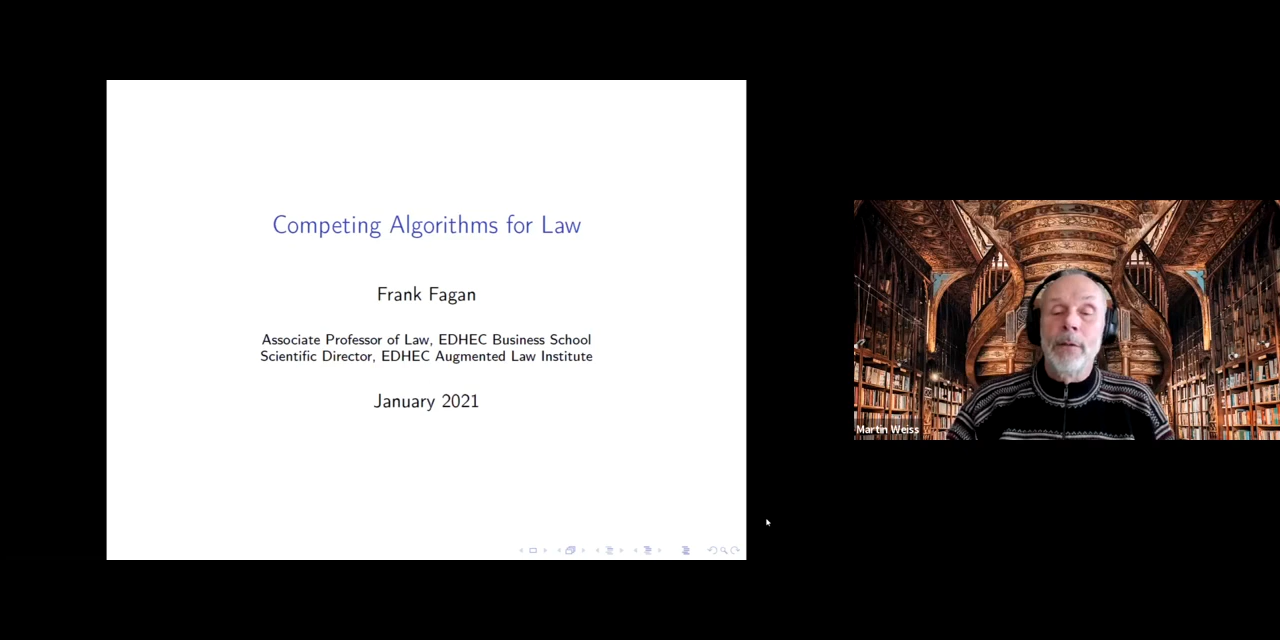 Competing Algorithms for Law
Frank Fagan
Associate Professor of Law, EDHEC Business School
Scientific Director, EDHEC Augmented Law Institute
January 2021
Martin Weiss